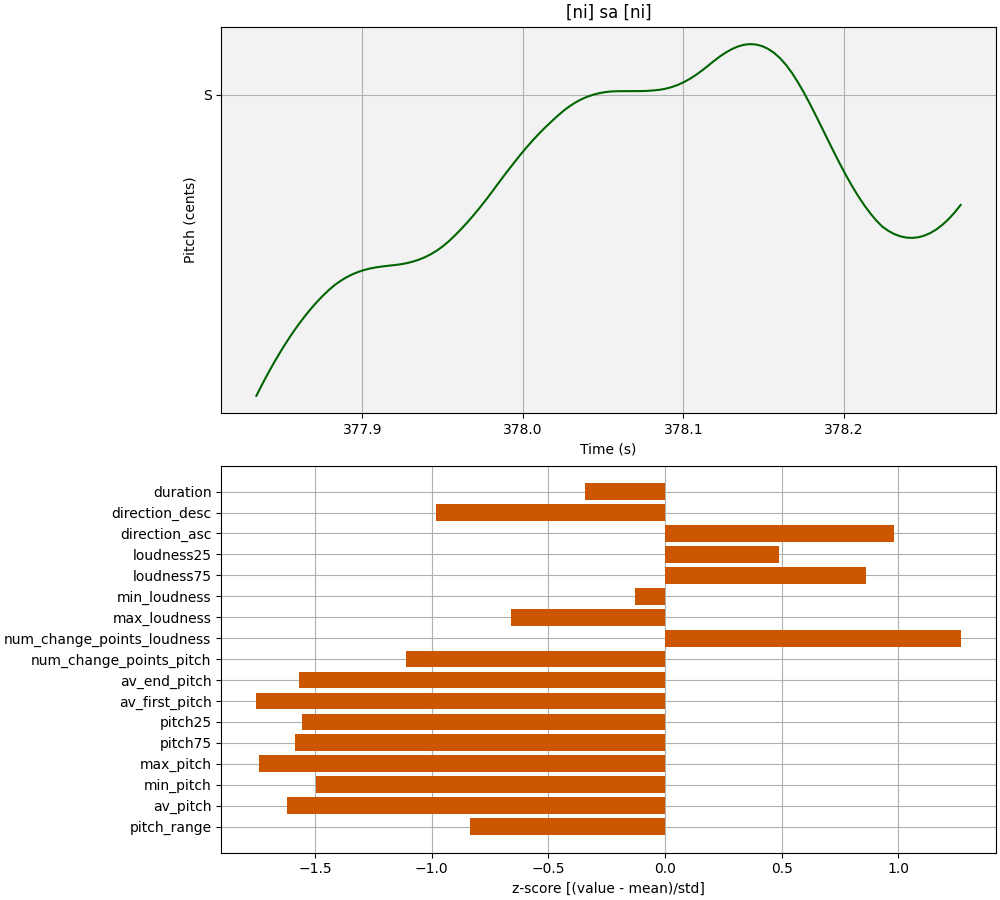 [ni] sa [ni]
S
Pitch (cents)
377.9 378.0 378.1 378.2
Time (s)
duration
direction_desc
direction_asc
loudness25
loudness75
min_loudness
max_loudness
num_change_points_loudness
num_change_points_pitch
av_end_pitch
av_first_pitch
pitch25
pitch75
max_pitch
min_pitch
av_pitch
pitch_range
−1.5 −1.0 −0.5 0.0 0.5 1.0
z-score [(value - mean)/std]